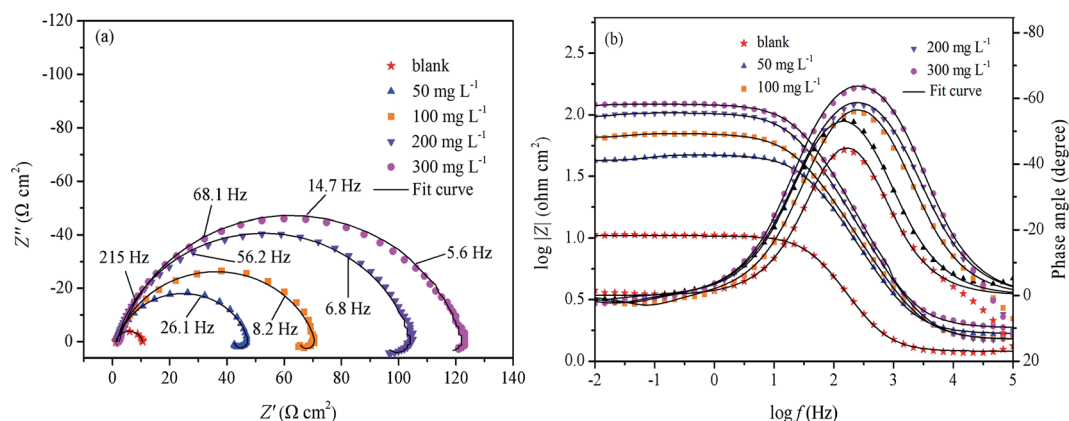 (a)
blank
50 mg L⁻¹
100 mg L⁻¹
200 mg L⁻¹
300 mg L⁻¹
Fit curve
-120
-100
-80
-60
-40
-20
0
Z″ (Ω cm²)
215 Hz
68.1 Hz
14.7 Hz
56.2 Hz
5.6 Hz
6.8 Hz
8.2 Hz
26.1 Hz
0 20 40 60 80 100 120 140
Z′ (Ω cm²)
(b)
blank
50 mg L⁻¹
100 mg L⁻¹
200 mg L⁻¹
300 mg L⁻¹
Fit curve
2.5
2.0
1.5
1.0
0.5
0.0
log |Z| (ohm cm²)
-80
-60
-40
-20
0
20
Phase angle (degree)
-2 -1 0 1 2 3 4 5
log f (Hz)